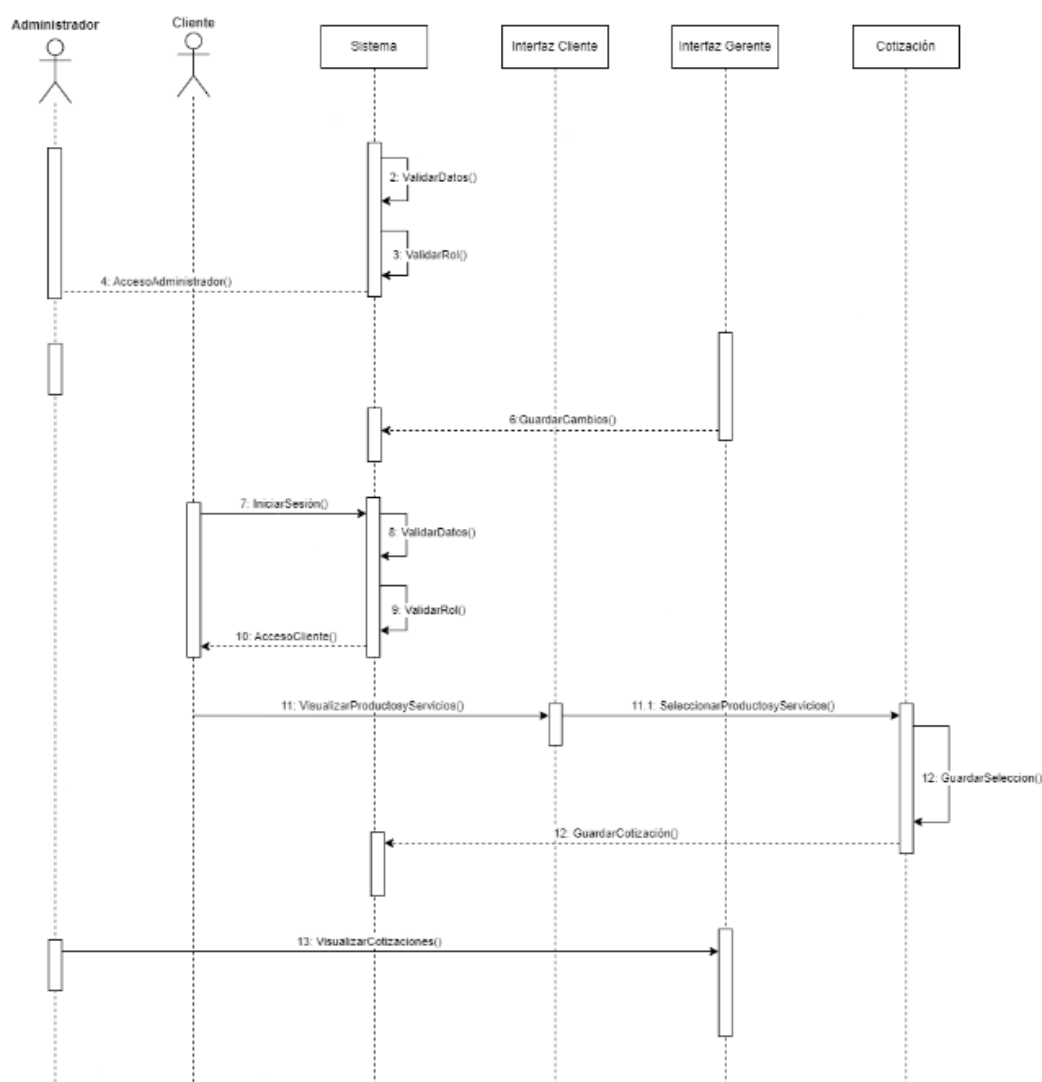 Administrador
Cliente
Sistema
Interfaz Cliente
Interfaz Gerente
Cotización
2: ValidarDatos()
3: ValidarRol()
4: AccesoAdministrador()
6:GuardarCambios()
7: IniciarSesión()
8: ValidarDatos()
9: ValidarRol()
10: AccesoCliente()
11: VisualizarProductosyServicios()
11.1: SeleccionarProductosyServicios()
12: GuardarSeleccion()
12: GuardarCotización()
13: VisualizarCotizaciones()